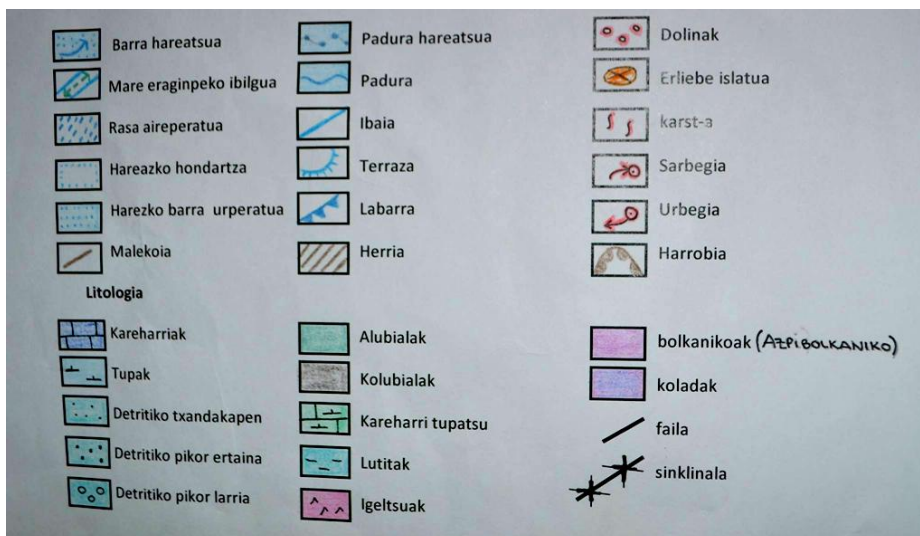 Barra hareatsua
Mare eraginpeko ibilgua
Rasa aireperatua
Hareazko hondartza
Harezko barra urperatua
Malekoia
Padura hareatsua
Padura
Ibaia
Terraza
Labarra
Herria
Dolinak
Erliebe islatua
karst-a
Sarbegia
Urbegia
Harrobia
Litologia
Kareharriak
Tupak
Detritiko txandakapen
Detritiko pikor ertaina
Detritiko pikor larria
Alubialak
Kolubialak
Kareharri tupatsu
Lutitak
Igeltsuak
bolkanikoak (AZPIBOLKANIKO)
koladak
faila
sinklinala